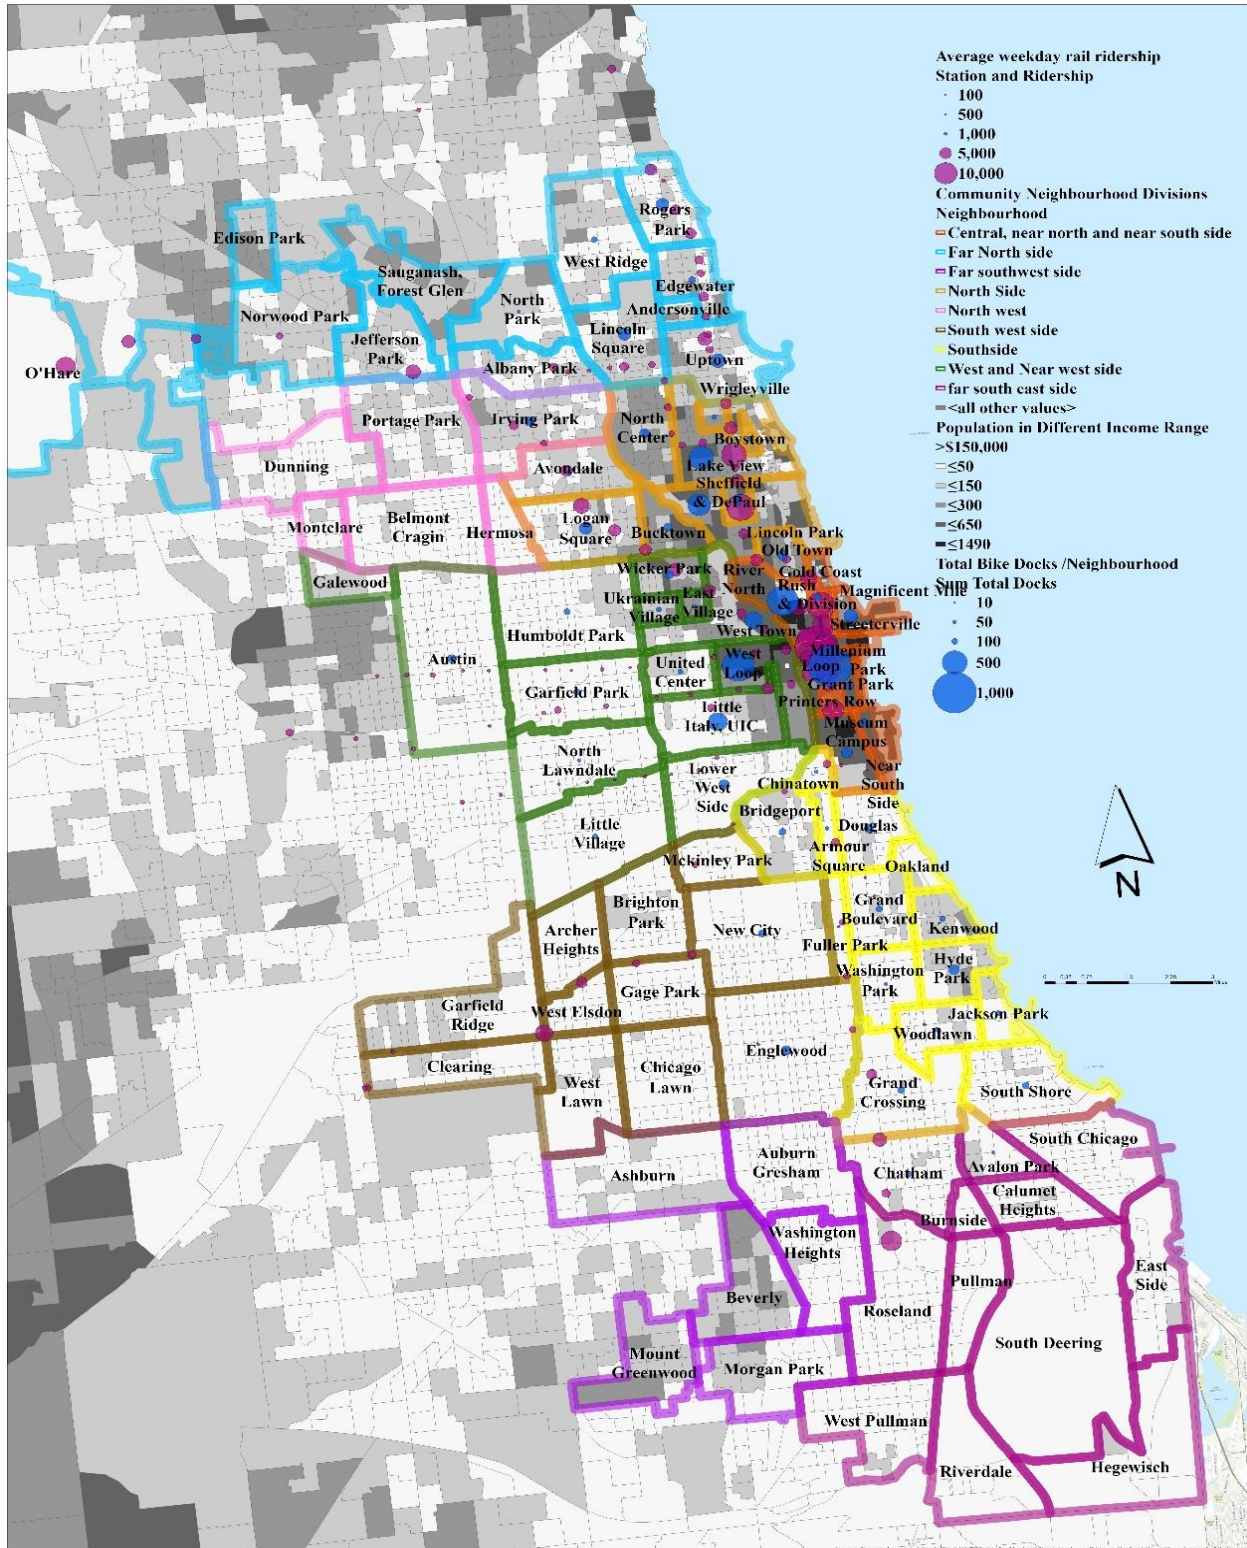 Average weekday rail ridership
Station and Ridership
100
500
1,000
5,000
10,000
Community Neighbourhood Divisions
Neighbourhood
Central, near north and near south side
Far North side
Far southwest side
North Side
North west
South west side
Southside
West and Near west side
far south east side
<all other values>
Population in Different Income Range
>$150,000
≤50
≤150
≤300
≤650
≤1490
Total Bike Docks /Neighbourhood
Sum Total Docks
10
50
100
500
1,000
Rogers
Park
Edison Park
West Ridge
Sauganash,
Forest Glen
Edgewater
North
Park
Andersonville
Norwood Park
Lincoln
Square
Jefferson
Park
Uptown
O'Hare
Albany Park
Wrigleyville
Portage Park
Irving Park
North
Center
Boystown
Dunning
Avondale
Lake View
Sheffield
& DePaul
Montclare
Belmont
Cragin
Hermosa
Logan
Square
Bucktown
Lincoln Park
Old Town
Galewood
Wicker Park
River
North
Gold Coast
Rush
& Division
Magnificent Mile
Ukrainian
Village
East
Village
Streeterville
Humboldt Park
West Town
Austin
United
Center
West
Loop
Millenium
Park
Loop
Garfield Park
Grant Park
Printers Row
Little
Italy, UIC
Museum
Campus
North
Lawndale
Lower
West
Side
Chinatown
Near
South
Side
Bridgeport
Little
Village
Douglas
Mckinley Park
Armour
Square
Oakland
Brighton
Park
Grand
Boulevard
Archer
Heights
New City
Kenwood
Fuller Park
Hyde
Park
Washington
Park
Gage Park
Garfield
Ridge
West Elsdon
Jackson Park
Woodlawn
Englewood
Clearing
West
Lawn
Chicago
Lawn
Grand
Crossing
South Shore
South Chicago
Auburn
Gresham
Ashburn
Chatham
Avalon Park
Calumet
Heights
Burnside
Washington
Heights
East
Side
Pullman
Beverly
Roseland
South Deering
Mount
Greenwood
Morgan Park
West Pullman
Riverdale
Hegewisch
N